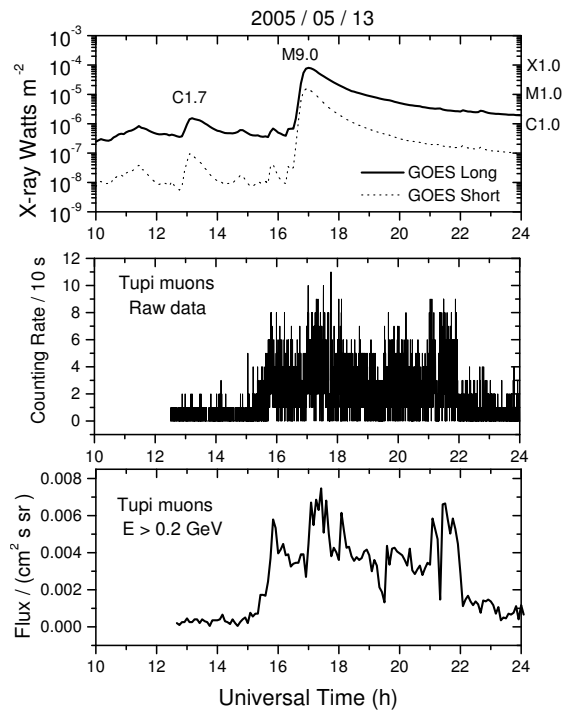 2005 / 05 / 13
X-ray Watts m⁻²
10⁻³
10⁻⁴
10⁻⁵
10⁻⁶
10⁻⁷
10⁻⁸
10⁻⁹
M9.0
C1.7
X1.0
M1.0
C1.0
GOES Long
GOES Short
10 12 14 16 18 20 22 24
Counting Rate / 10 s
12
10
8
6
4
2
0
Tupi muons
Raw data
10 12 14 16 18 20 22 24
Flux / (cm² s sr)
0.008
0.006
0.004
0.002
0.000
Tupi muons
E > 0.2 GeV
10 12 14 16 18 20 22 24
Universal Time (h)